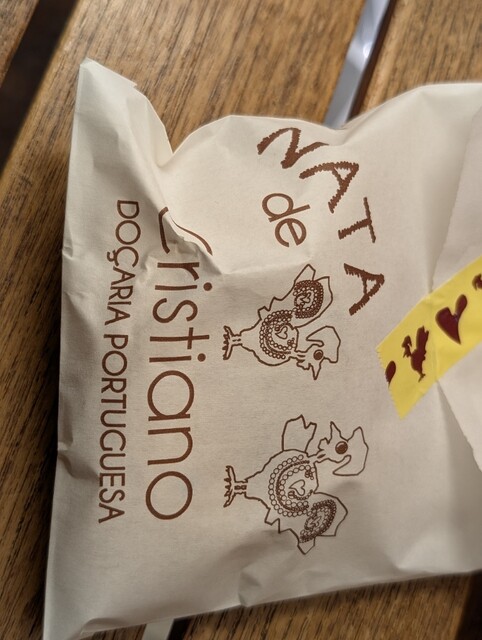 NATA
de
Cristiano
DOÇARIA PORTUGUESA